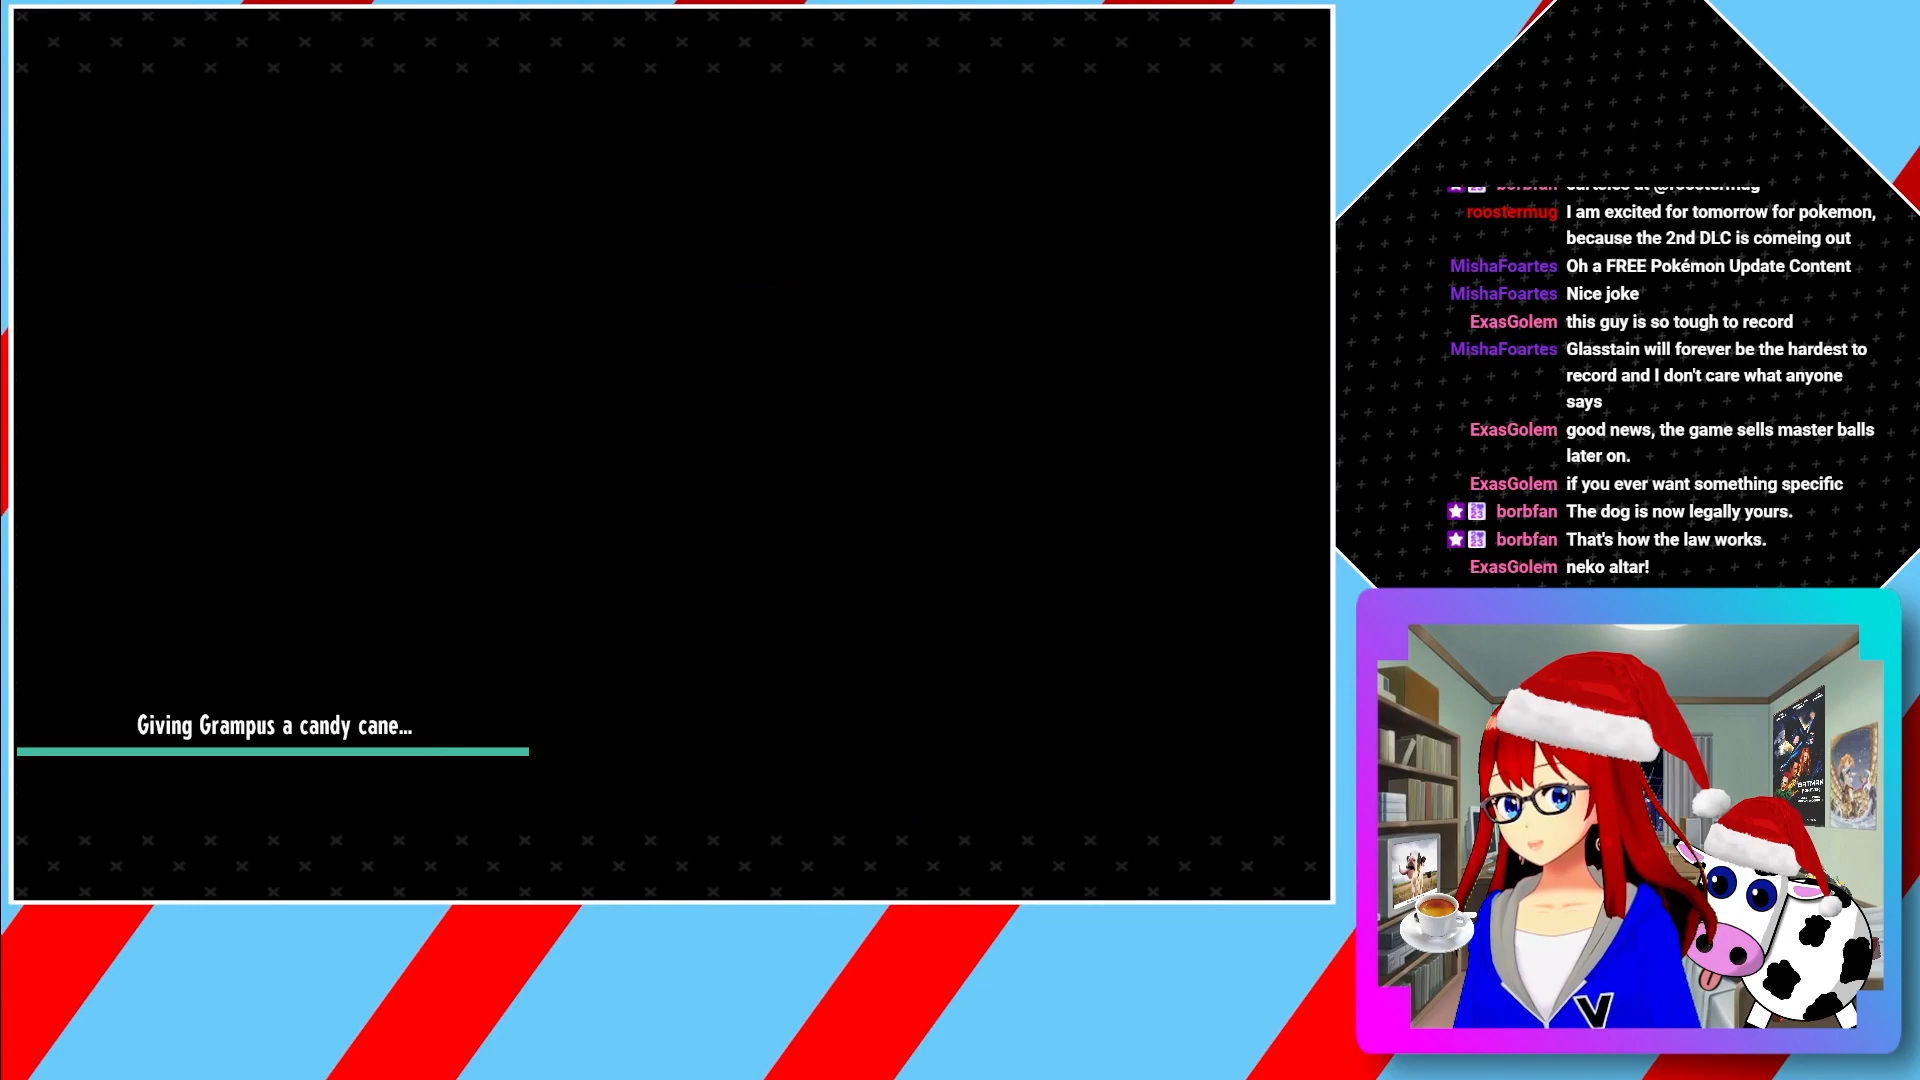 roostermug I am excited for tomorrow for pokemon,
because the 2nd DLC is comeing out
MishaFoartes Oh a FREE Pokémon Update Content
MishaFoartes Nice joke
ExasGolem this guy is so tough to record
MishaFoartes Glasstain will forever be the hardest to
record and I don't care what anyone
says
ExasGolem good news, the game sells master balls
later on.
ExasGolem if you ever want something specific
borbfan The dog is now legally yours.
borbfan That's how the law works.
ExasGolem neko altar!
Giving Grampus a candy cane...
BATMAN
V